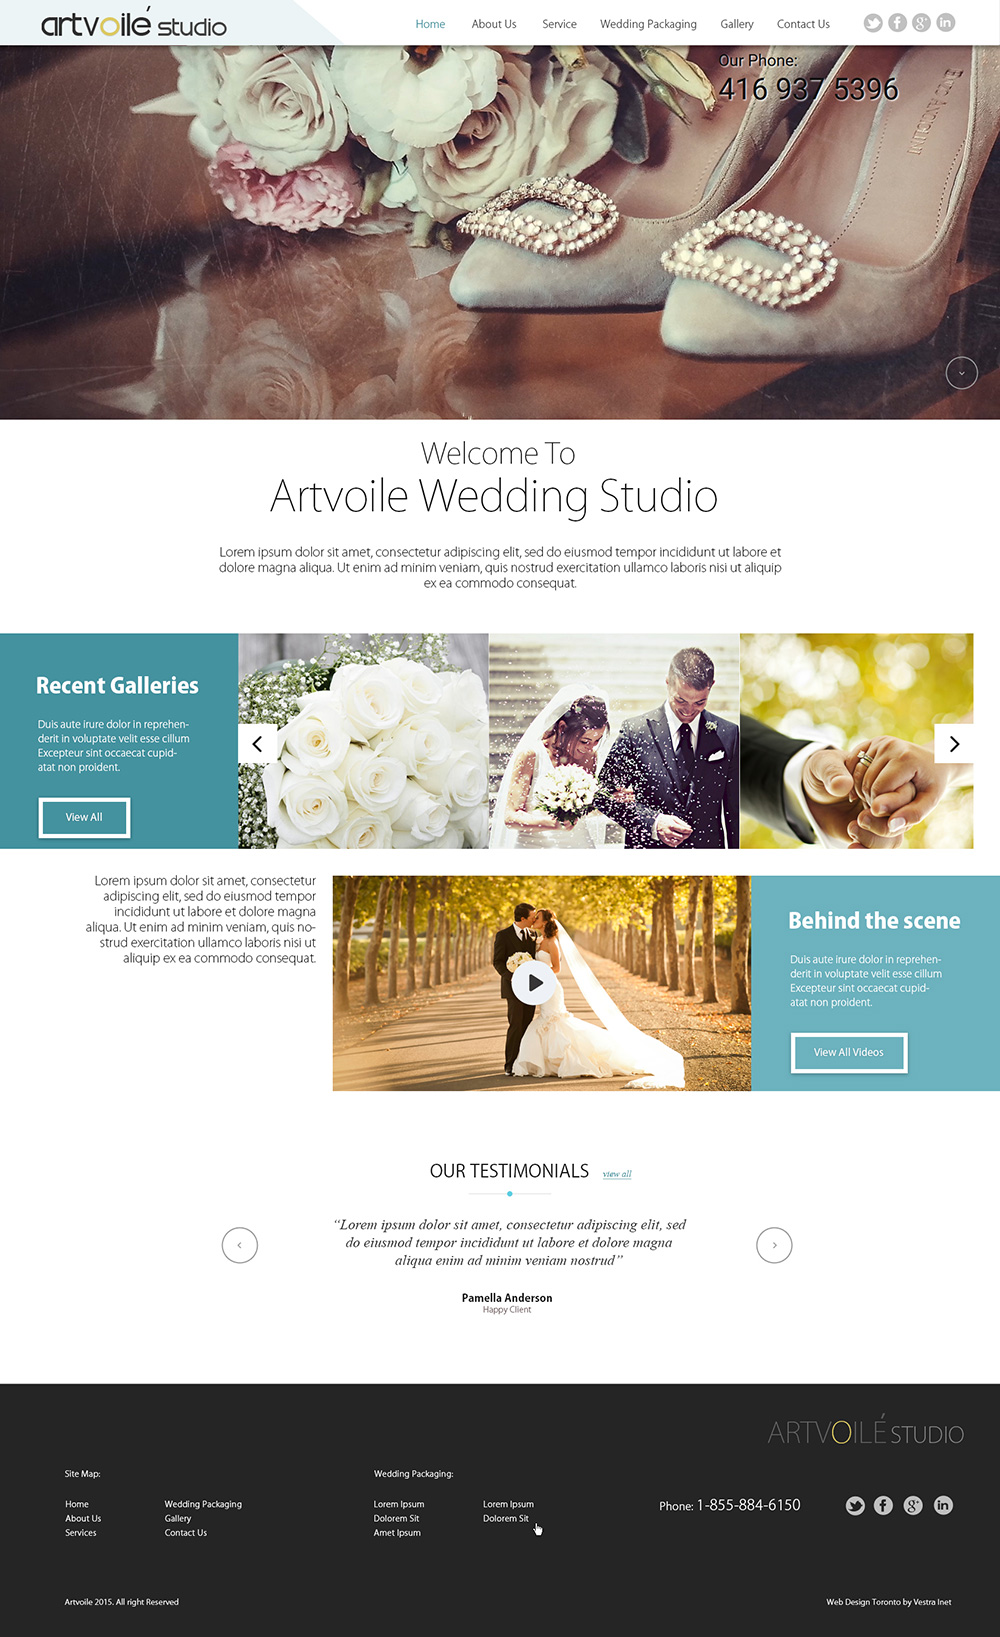 artvoilé studio
Home About Us Service Wedding Packaging Gallery Contact Us
Our Phone:
416 937 5396
Welcome To
Artvoile Wedding Studio
Lorem ipsum dolor sit amet, consectetur adipiscing elit, sed do eiusmod tempor incididunt ut labore et
dolore magna aliqua. Ut enim ad minim veniam, quis nostrud exercitation ullamco laboris nisi ut aliquip
ex ea commodo consequat.
Recent Galleries
Duis aute irure dolor in reprehen-
derit in voluptate velit esse cillum
Excepteur sint occaecat cupid-
atat non proident.
View All
Lorem ipsum dolor sit amet, consectetur
adipiscing elit, sed do eiusmod tempor
incididunt ut labore et dolore magna
aliqua. Ut enim ad minim veniam, quis no-
strud exercitation ullamco laboris nisi ut
aliquip ex ea commodo consequat.
Behind the scene
Duis aute irure dolor in reprehen-
derit in voluptate velit esse cillum
Excepteur sint occaecat cupid-
atat non proident.
View All Videos
OUR TESTIMONIALS view all
“Lorem ipsum dolor sit amet, consectetur adipiscing elit, sed
do eiusmod tempor incididunt ut labore et dolore magna
aliqua enim ad minim veniam nostrud”
Pamella Anderson
Happy Client
ARTVOILÉ STUDIO
Site Map:
Home
About Us
Services
Wedding Packaging
Gallery
Contact Us
Wedding Packaging:
Lorem Ipsum
Dolorem Sit
Amet Ipsum
Lorem Ipsum
Dolorem Sit
Phone: 1-855-884-6150
Artvoile 2015. All right Reserved
Web Design Toronto by Vestra Inet